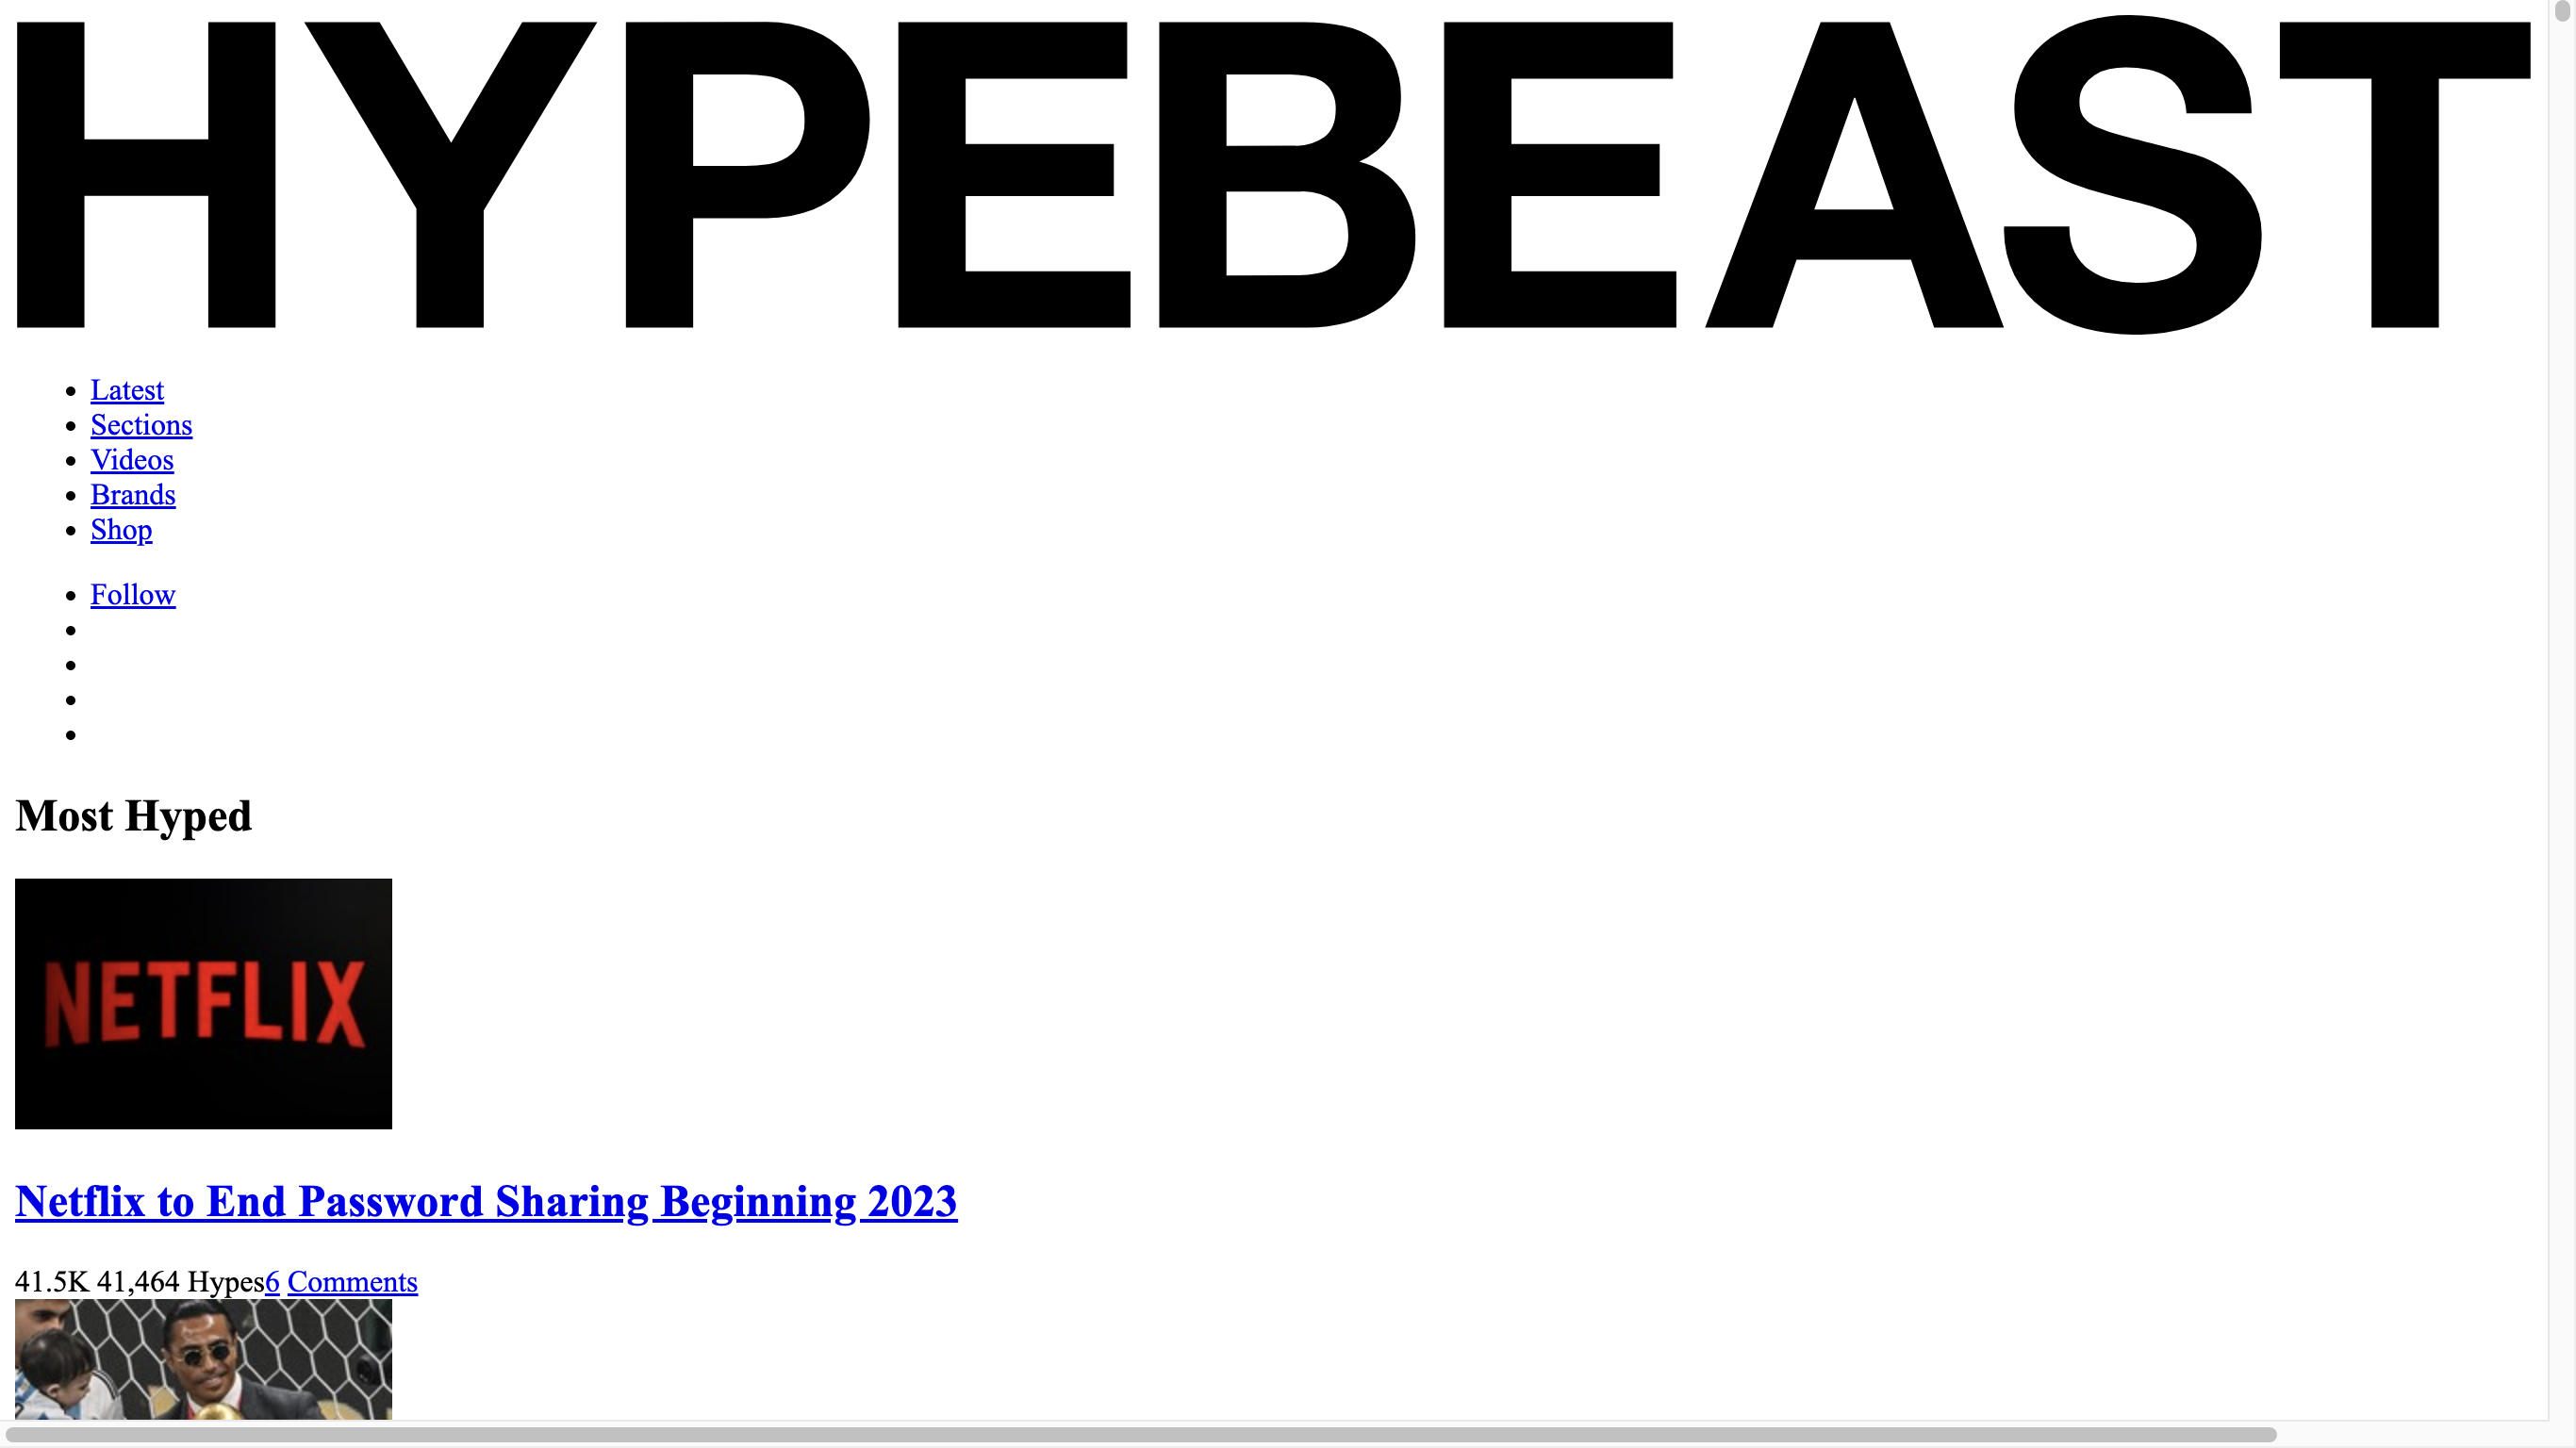 HYPEBEAST
Latest
Sections
Videos
Brands
Shop
Follow
Most Hyped
NETFLIX
Netflix to End Password Sharing Beginning 2023
41.5K 41,464 Hypes6 Comments